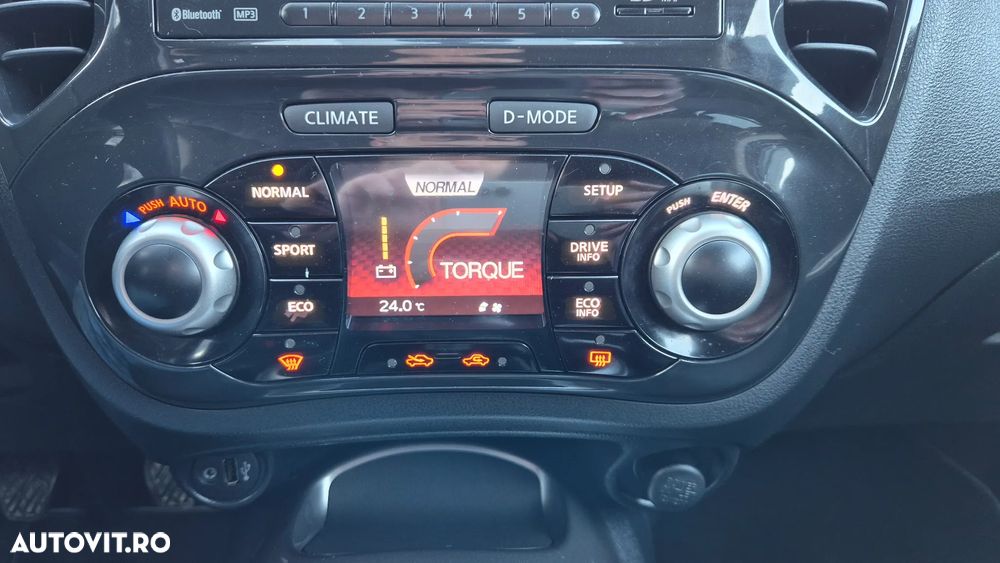 Bluetooth MP3 1 2 3 4 5 6
CLIMATE D-MODE
NORMAL NORMAL SETUP
PUSH AUTO PUSH ENTER
SPORT DRIVE INFO
TORQUE
ECO 24.0 °C ECO INFO
AUTOVIT.RO